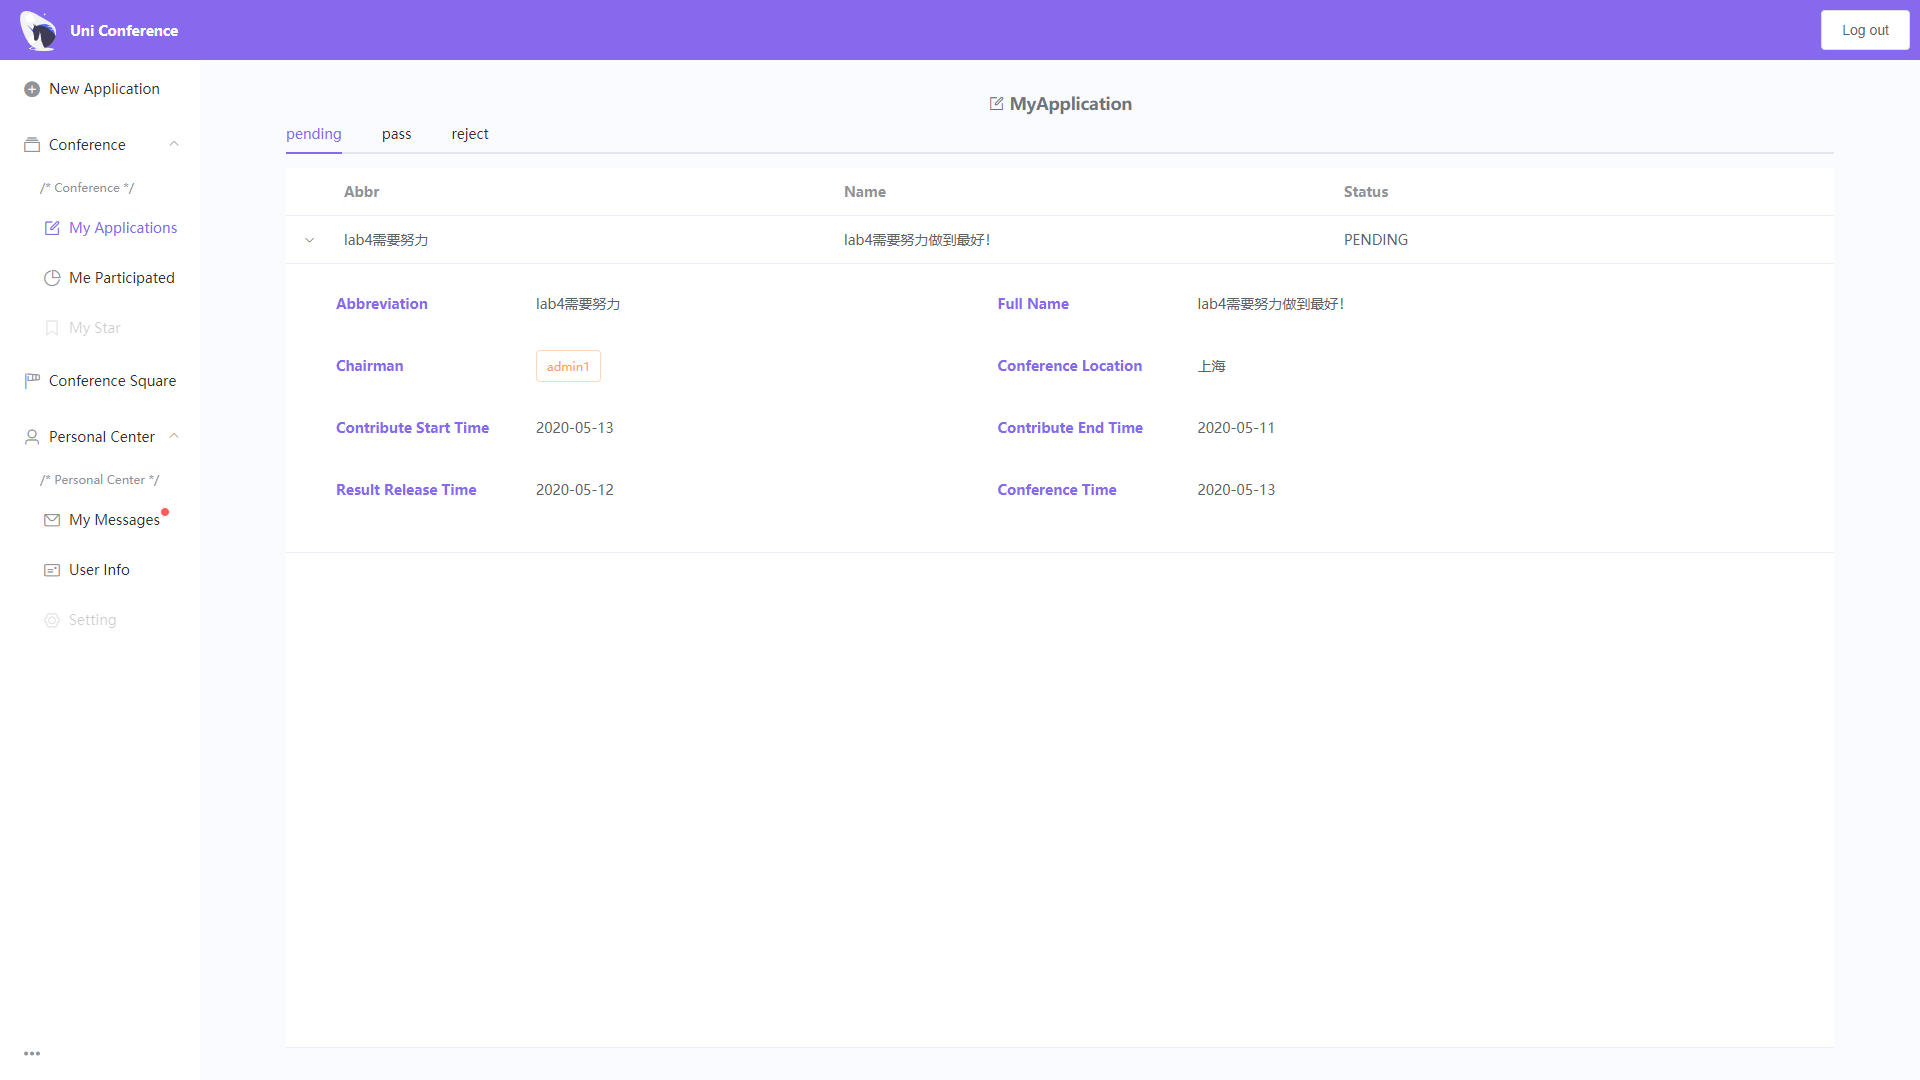 Uni Conference
Log out
New Application
Conference
/* Conference */
My Applications
Me Participated
My Star
Conference Square
Personal Center
/* Personal Center */
My Messages
User Info
Setting
MyApplication
pending pass reject
Abbr Name Status
lab4需要努力 lab4需要努力做到最好! PENDING
Abbreviation lab4需要努力 Full Name lab4需要努力做到最好!
Chairman admin1 Conference Location 上海
Contribute Start Time 2020-05-13 Contribute End Time 2020-05-11
Result Release Time 2020-05-12 Conference Time 2020-05-13